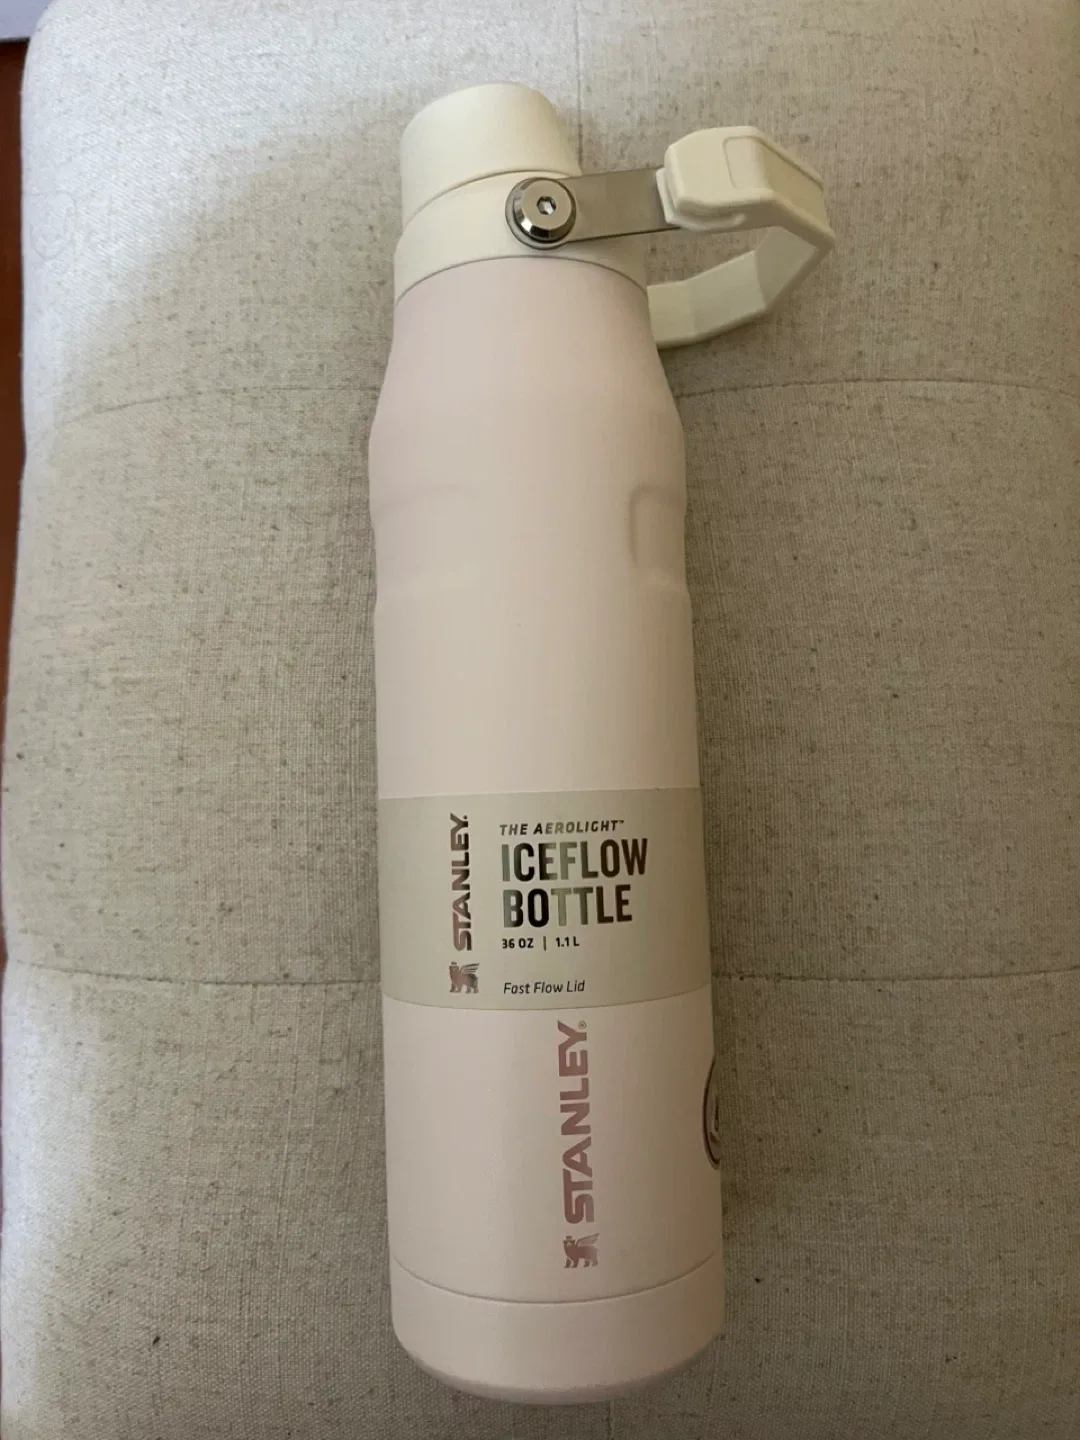 STANLEY.
THE AEROLIGHT™
ICEFLOW
BOTTLE
36 OZ | 1.1 L
Fast Flow Lid
STANLEY®